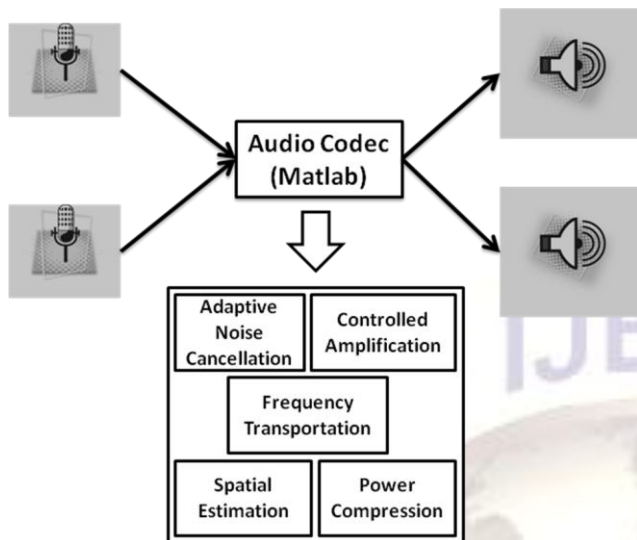 Audio Codec
(Matlab)
Adaptive
Noise
Cancellation
Controlled
Amplification
Frequency
Transportation
Spatial
Estimation
Power
Compression